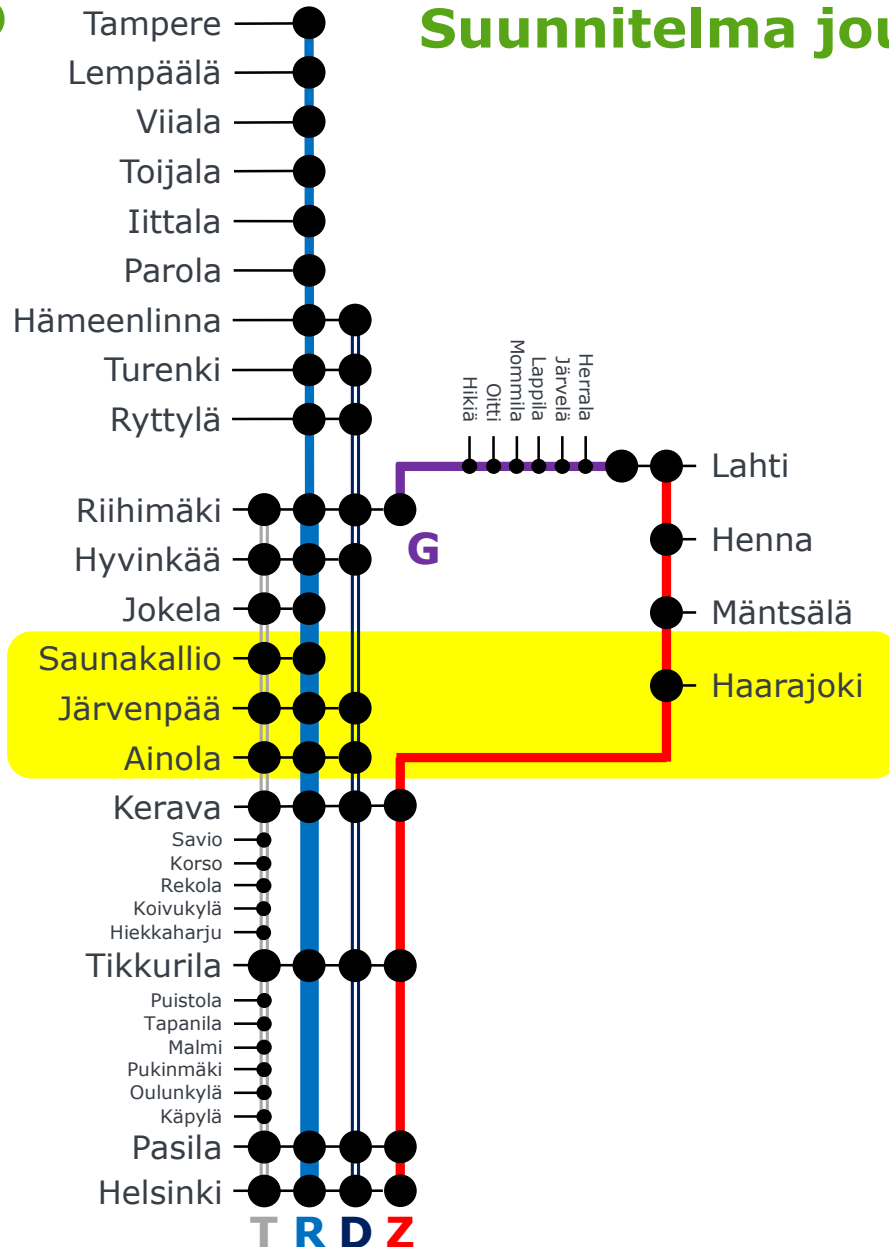 Suunnitelma jou
Tampere
Lempäälä
Viiala
Toijala
Iittala
Parola
Hämeenlinna
Turenki
Ryttylä
Hikiä
Oitti
Mommila
Lappila
Järvelä
Herrala
Lahti
Riihimäki
G
Henna
Hyvinkää
Jokela
Mäntsälä
Saunakallio
Haarajoki
Järvenpää
Ainola
Kerava
Savio
Korso
Rekola
Koivukylä
Hiekkaharju
Tikkurila
Puistola
Tapanila
Malmi
Pukinmäki
Oulunkylä
Käpylä
Pasila
Helsinki
T R D Z